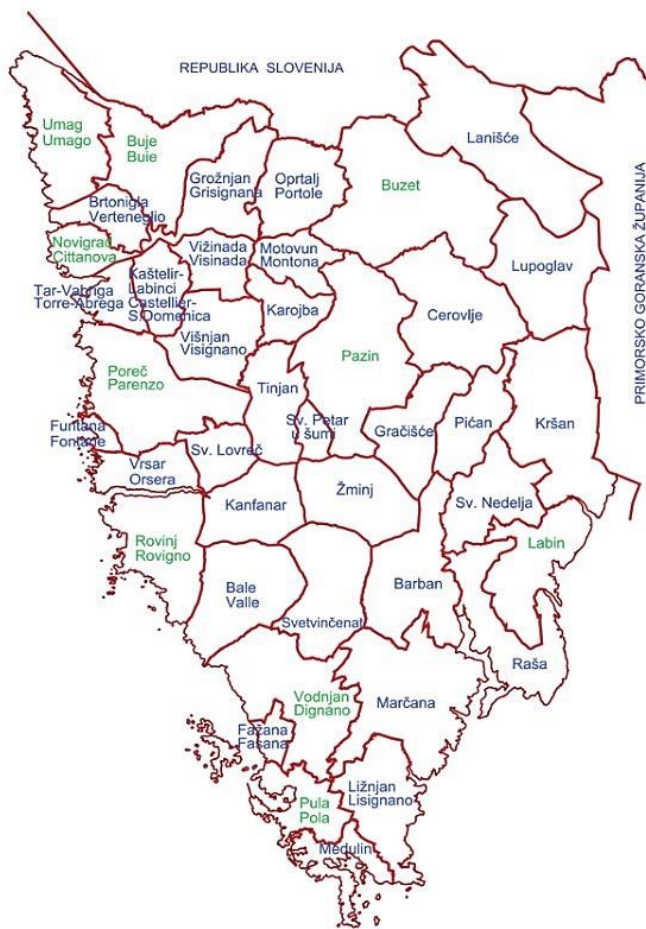 REPUBLIKA SLOVENIJA
Umag
Umago
Buje
Buie
Lanišće
Grožnjan
Grisignana
Oprtalj
Portole
Buzet
PRIMORSKO GORANSKA ŽUPANIJA
Brtonigla
Verteneglio
Novigrad
Cittanova
Vižinada
Visinada
Motovun
Montona
Lupoglav
Tar-Vabriga
Torre-Abrega
Kaštelir-
Labinci
Castellier-
S.Domenica
Karojba
Cerovlje
Višnjan
Visignano
Poreč
Parenzo
Pazin
Tinjan
Funtana
Fontane
Sv. Lovreč
Sv. Petar
u šumi
Gračišće
Pićan
Kršan
Vrsar
Orsera
Kanfanar
Žminj
Sv. Nedelja
Rovinj
Rovigno
Labin
Bale
Valle
Svetvinčenat
Barban
Raša
Vodnjan
Dignano
Marčana
Fažana
Fasana
Ližnjan
Lisignano
Pula
Pola
Medulin